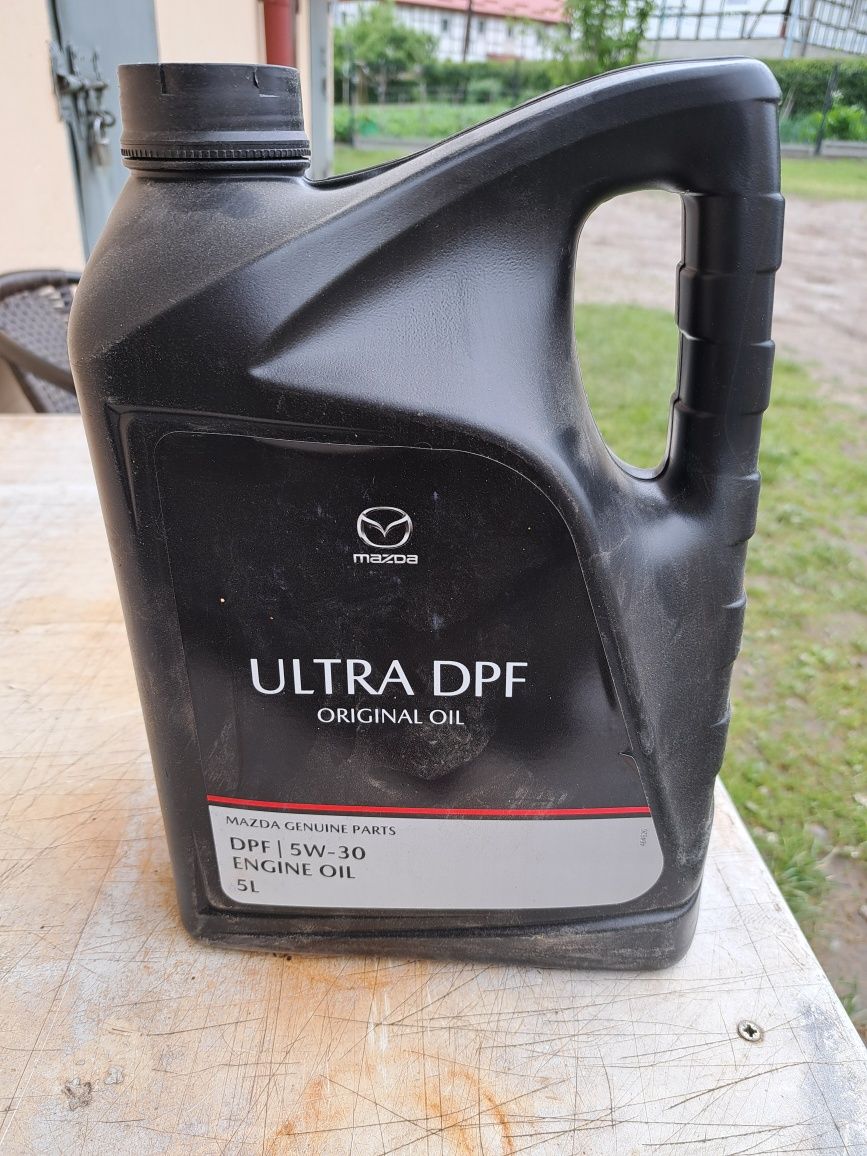 mazda
ULTRA DPF
ORIGINAL OIL
MAZDA GENUINE PARTS
DPF | 5W-30
ENGINE OIL
5L